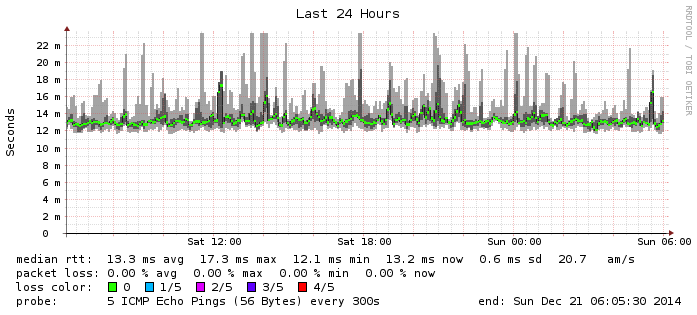 Last 24 Hours
RRDTOOL / TOBI OETIKER
Seconds
22 m
20 m
18 m
16 m
14 m
12 m
10 m
8 m
6 m
4 m
2 m
0
Sat 12:00 Sat 18:00 Sun 00:00 Sun 06:00
median rtt: 13.3 ms avg 17.3 ms max 12.1 ms min 13.2 ms now 0.6 ms sd 20.7 am/s
packet loss: 0.00 % avg 0.00 % max 0.00 % min 0.00 % now
loss color: 0 1/5 2/5 3/5 4/5
probe: 5 ICMP Echo Pings (56 Bytes) every 300s end: Sun Dec 21 06:05:30 2014